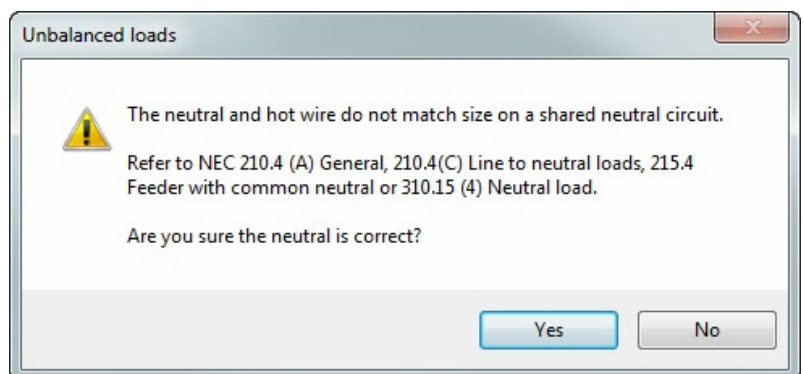 Unbalanced loads
The neutral and hot wire do not match size on a shared neutral circuit.
Refer to NEC 210.4 (A) General, 210.4(C) Line to neutral loads, 215.4
Feeder with common neutral or 310.15 (4) Neutral load.
Are you sure the neutral is correct?
Yes
No